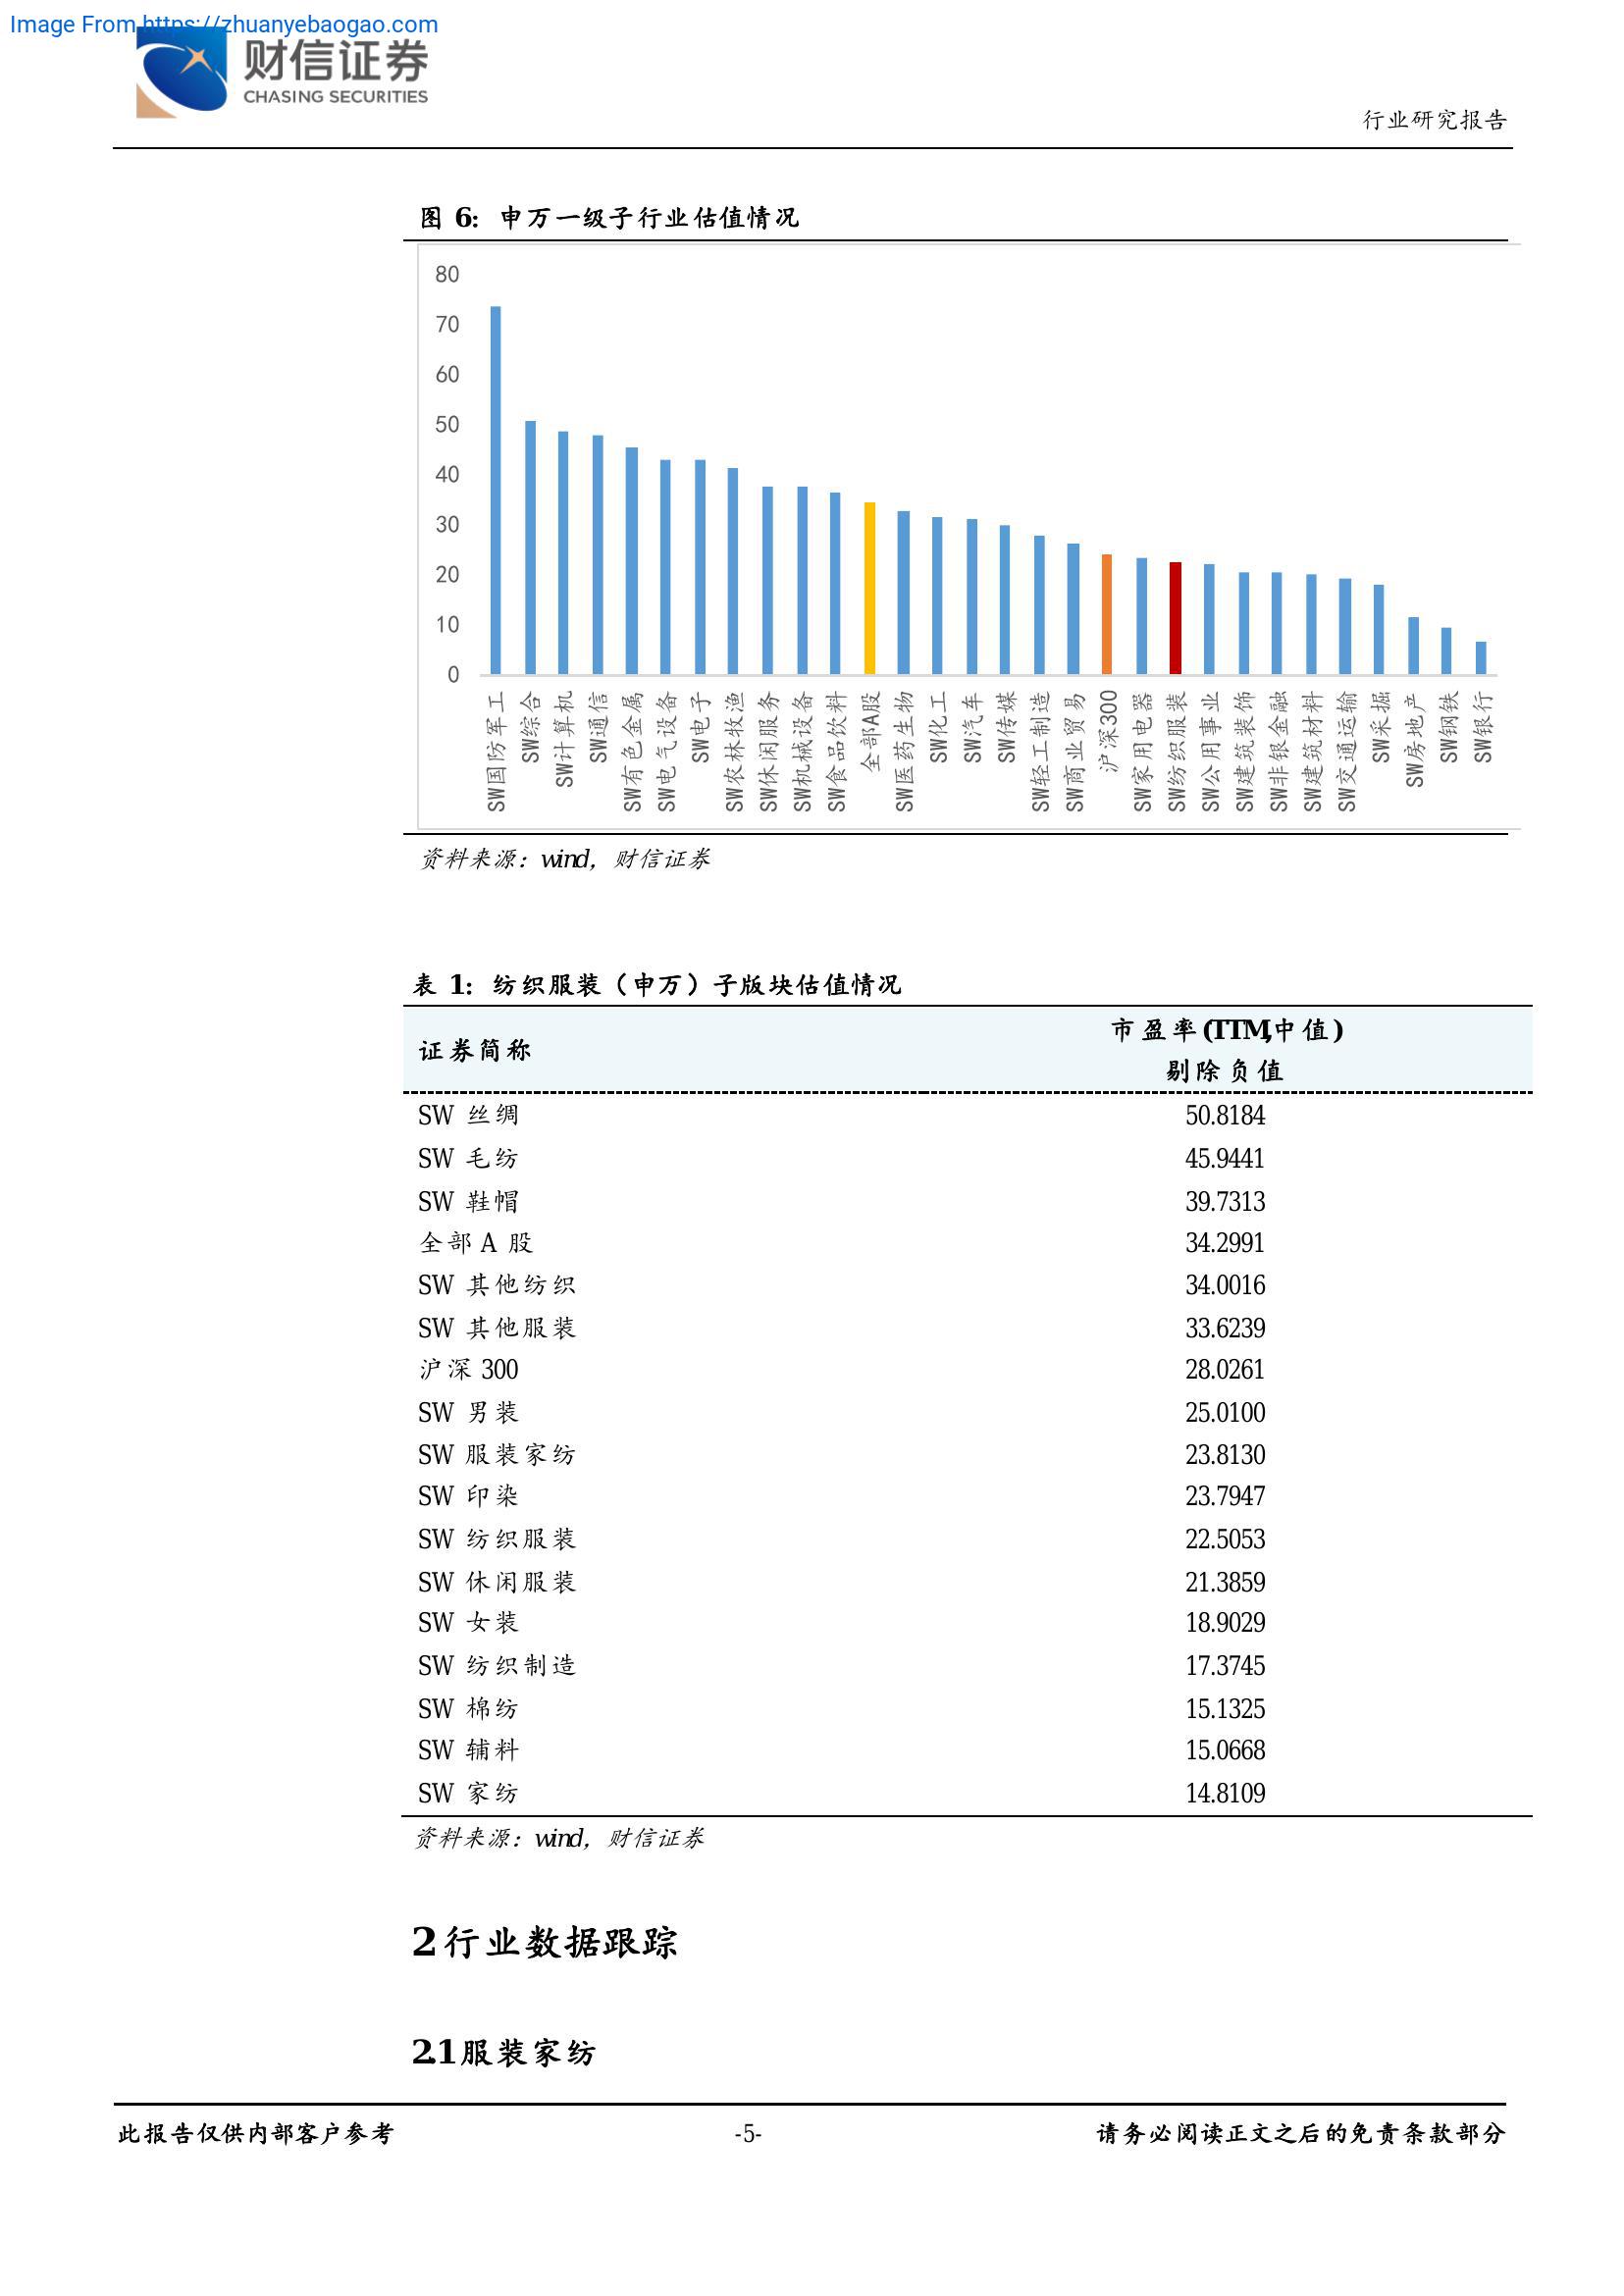 Image From https://zhuanyebaogao.com
财信证券
CHASING SECURITIES
行业研究报告
图 6: 申万一级子行业估值情况
80
70
60
50
40
30
20
10
0
SW国防军工
SW综合
SW计算机
SW通信
SW有色金属
SW电气设备
SW电子
SW农林牧渔
SW休闲服务
SW机械设备
SW食品饮料
全部A股
SW医药生物
SW化工
SW汽车
SW传媒
SW轻工制造
SW商业贸易
沪深300
SW家用电器
SW纺织服装
SW公用事业
SW建筑装饰
SW非银金融
SW建筑材料
SW交通运输
SW采掘
SW房地产
SW钢铁
SW银行
资料来源：wind，财信证券
表 1: 纺织服装（申万）子版块估值情况
证券简称 市盈率(TTM,中值)
剔除负值
SW 丝绸 50.8184
SW 毛纺 45.9441
SW 鞋帽 39.7313
全部 A 股 34.2991
SW 其他纺织 34.0016
SW 其他服装 33.6239
沪深 300 28.0261
SW 男装 25.0100
SW 服装家纺 23.8130
SW 印染 23.7947
SW 纺织服装 22.5053
SW 休闲服装 21.3859
SW 女装 18.9029
SW 纺织制造 17.3745
SW 棉纺 15.1325
SW 辅料 15.0668
SW 家纺 14.8109
资料来源：wind，财信证券
2 行业数据跟踪
2.1 服装家纺
此报告仅供内部客户参考 -5- 请务必阅读正文之后的免责条款部分